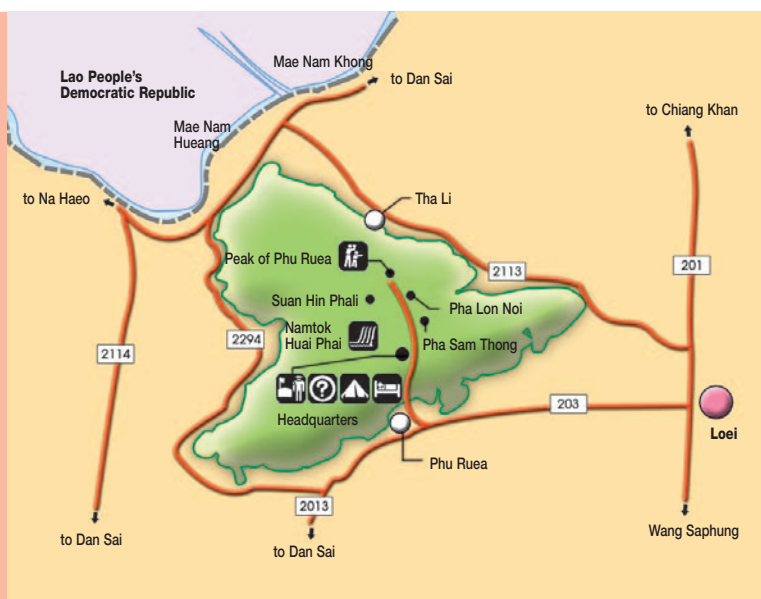 Mae Nam Khong
Lao People's
Democratic Republic
to Dan Sai
to Chiang Khan
Mae Nam
Hueang
to Na Haeo
Tha Li
Peak of Phu Ruea
2113
201
Suan Hin Phali
Pha Lon Noi
Namtok
Huai Phai
2294
Pha Sam Thong
2114
?
203
Headquarters
Loei
Phu Ruea
2013
Wang Saphung
to Dan Sai
to Dan Sai